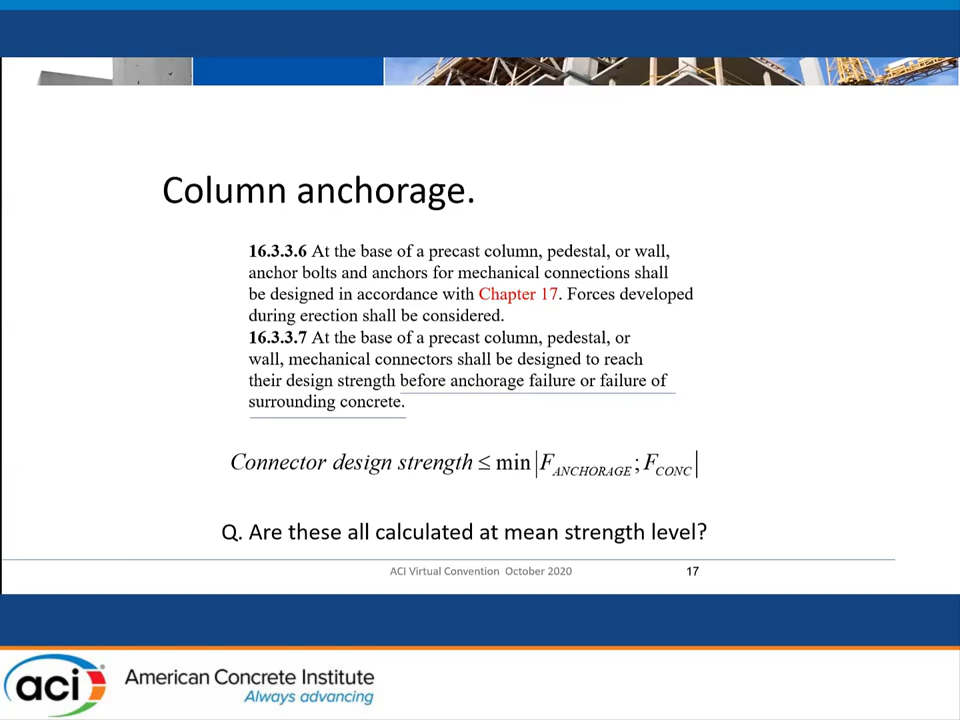 Column anchorage.
16.3.3.6 At the base of a precast column, pedestal, or wall,
anchor bolts and anchors for mechanical connections shall
be designed in accordance with Chapter 17. Forces developed
during erection shall be considered.
16.3.3.7 At the base of a precast column, pedestal, or
wall, mechanical connectors shall be designed to reach
their design strength before anchorage failure or failure of
surrounding concrete.
Connector design strength ≤ min|F_ANCHORAGE ; F_CONC|
Q. Are these all calculated at mean strength level?
ACI Virtual Convention October 2020 17
aci American Concrete Institute
Always advancing